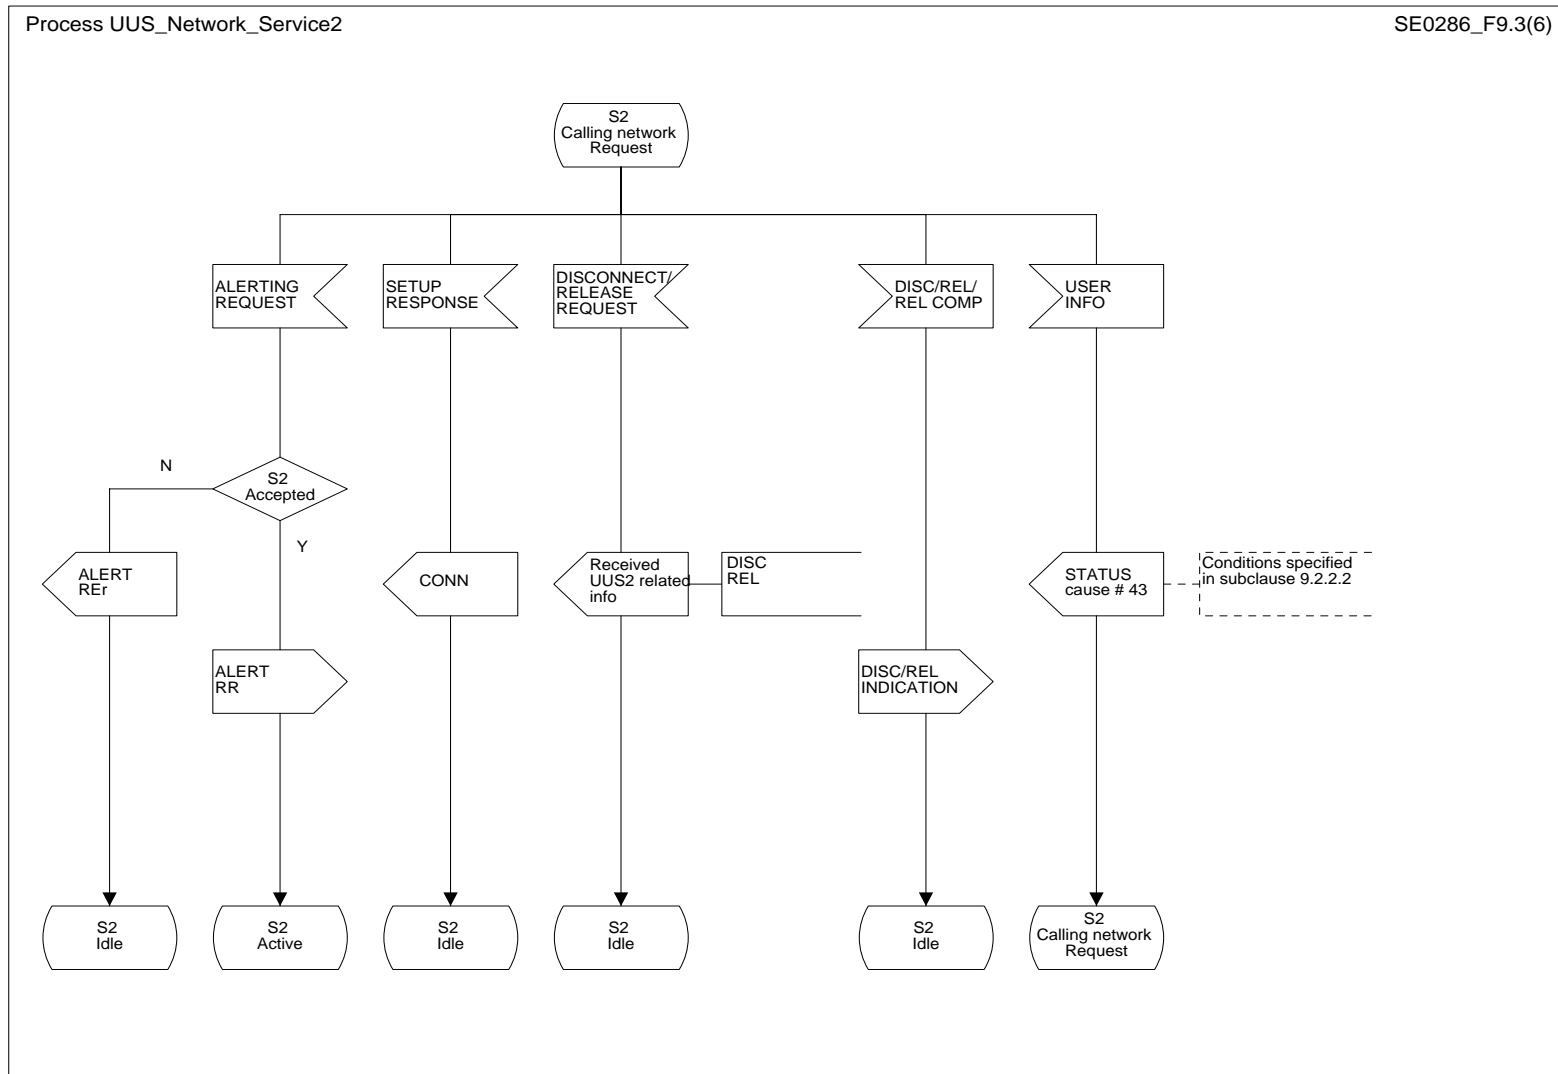 Process UUS_Network_Service2
SE0286_F9.3(6)
S2
Calling network
Request
ALERTING
REQUEST
SETUP
RESPONSE
DISCONNECT/
RELEASE
REQUEST
DISC/REL/
REL COMP
USER
INFO
N
S2
Accepted
Y
ALERT
REr
CONN
Received
UUS2 related
info
DISC
REL
STATUS
cause # 43
Conditions specified
in subclause 9.2.2.2
ALERT
RR
DISC/REL
INDICATION
S2
Idle
S2
Active
S2
Idle
S2
Idle
S2
Idle
S2
Calling network
Request